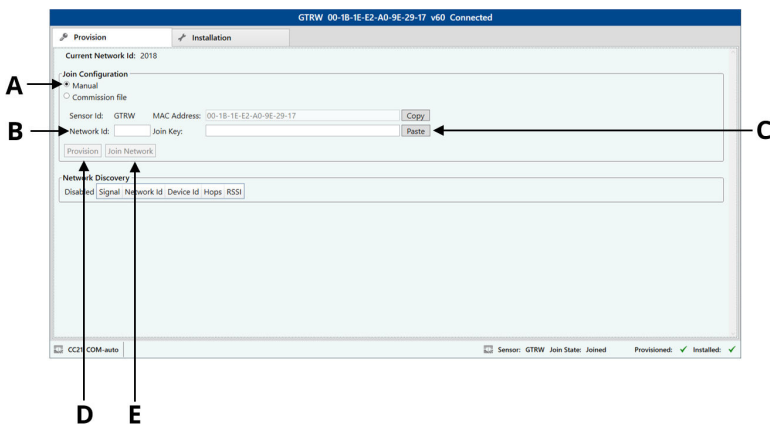 GTRW 00-1B-1E-E2-A0-9E-29-17 v60 Connected
Provision Installation
Current Network Id: 2018
Join Configuration
A Manual
Commission file
Sensor Id: GTRW MAC Address: 00-1B-1E-E2-A0-9E-29-17 Copy
B Network Id: Join Key: Paste C
Provision Join Network
Network Discovery
Disabled Signal Network Id Device Id Hops RSSI
CC21 COM-auto Sensor: GTRW Join State: Joined Provisioned: ✓ Installed: ✓
D E